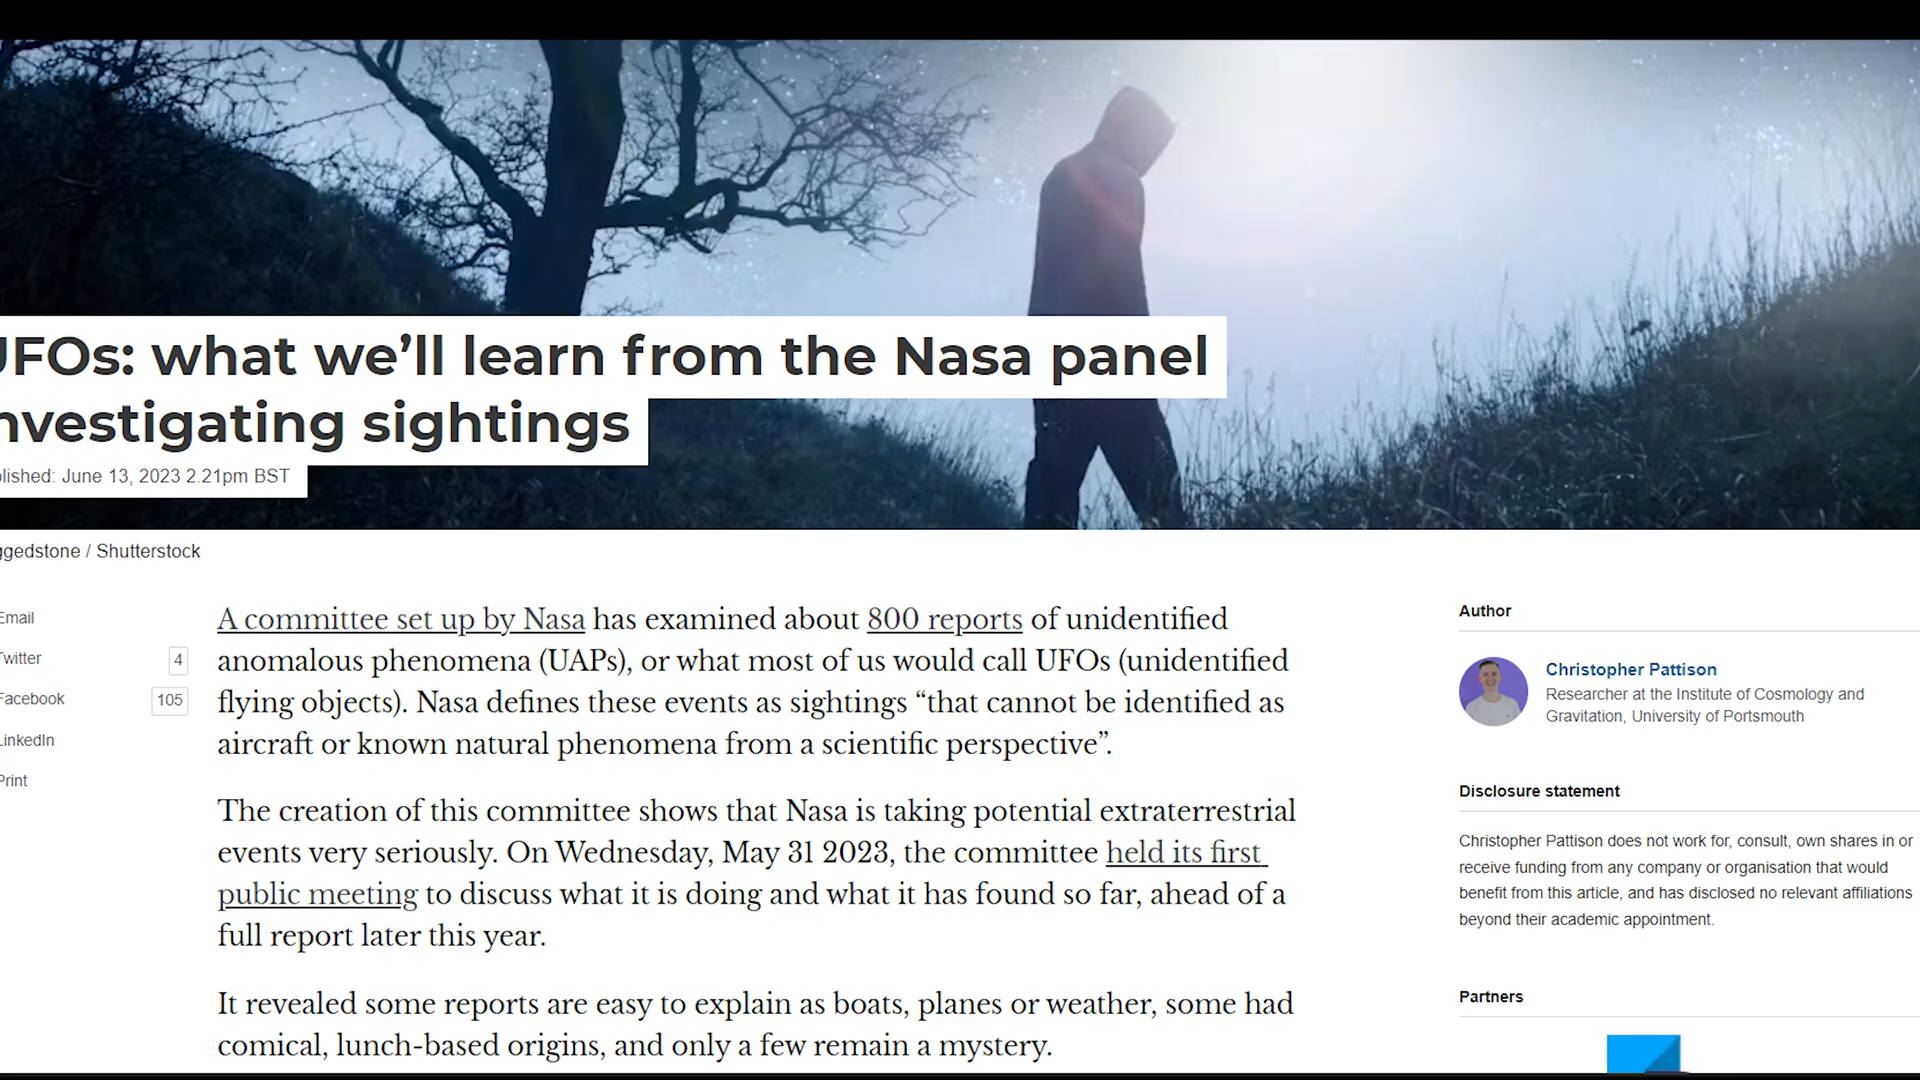 UFOs: what we’ll learn from the Nasa panel
investigating sightings
lished: June 13, 2023 2.21pm BST
ggedstone / Shutterstock
Email
Twitter
4
Facebook
105
LinkedIn
Print
A committee set up by Nasa has examined about 800 reports of unidentified
anomalous phenomena (UAPs), or what most of us would call UFOs (unidentified
flying objects). Nasa defines these events as sightings “that cannot be identified as
aircraft or known natural phenomena from a scientific perspective”.
The creation of this committee shows that Nasa is taking potential extraterrestrial
events very seriously. On Wednesday, May 31 2023, the committee held its first
public meeting to discuss what it is doing and what it has found so far, ahead of a
full report later this year.
It revealed some reports are easy to explain as boats, planes or weather, some had
comical, lunch-based origins, and only a few remain a mystery.
Author
Christopher Pattison
Researcher at the Institute of Cosmology and
Gravitation, University of Portsmouth
Disclosure statement
Christopher Pattison does not work for, consult, own shares in or
receive funding from any company or organisation that would
benefit from this article, and has disclosed no relevant affiliations
beyond their academic appointment.
Partners